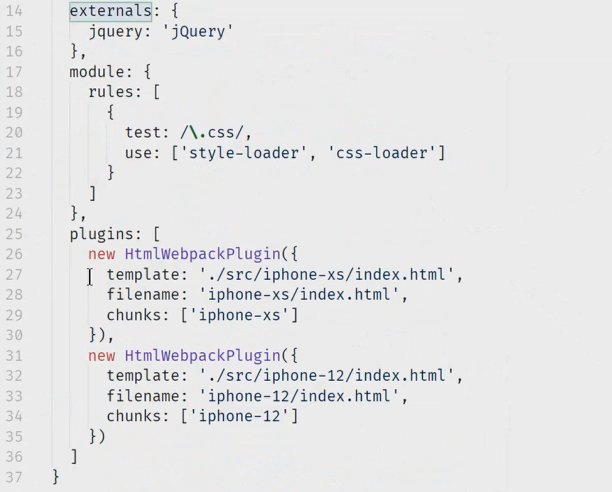 14 externals: {
15 jquery: 'jQuery'
16 },
17 module: {
18 rules: [
19 {
20 test: /\.css/,
21 use: ['style-loader', 'css-loader']
22 }
23 ]
24 },
25 plugins: [
26 new HtmlWebpackPlugin({
27 template: './src/iphone-xs/index.html',
28 filename: 'iphone-xs/index.html',
29 chunks: ['iphone-xs']
30 }),
31 new HtmlWebpackPlugin({
32 template: './src/iphone-12/index.html',
33 filename: 'iphone-12/index.html',
34 chunks: ['iphone-12']
35 })
36 ]
37 }